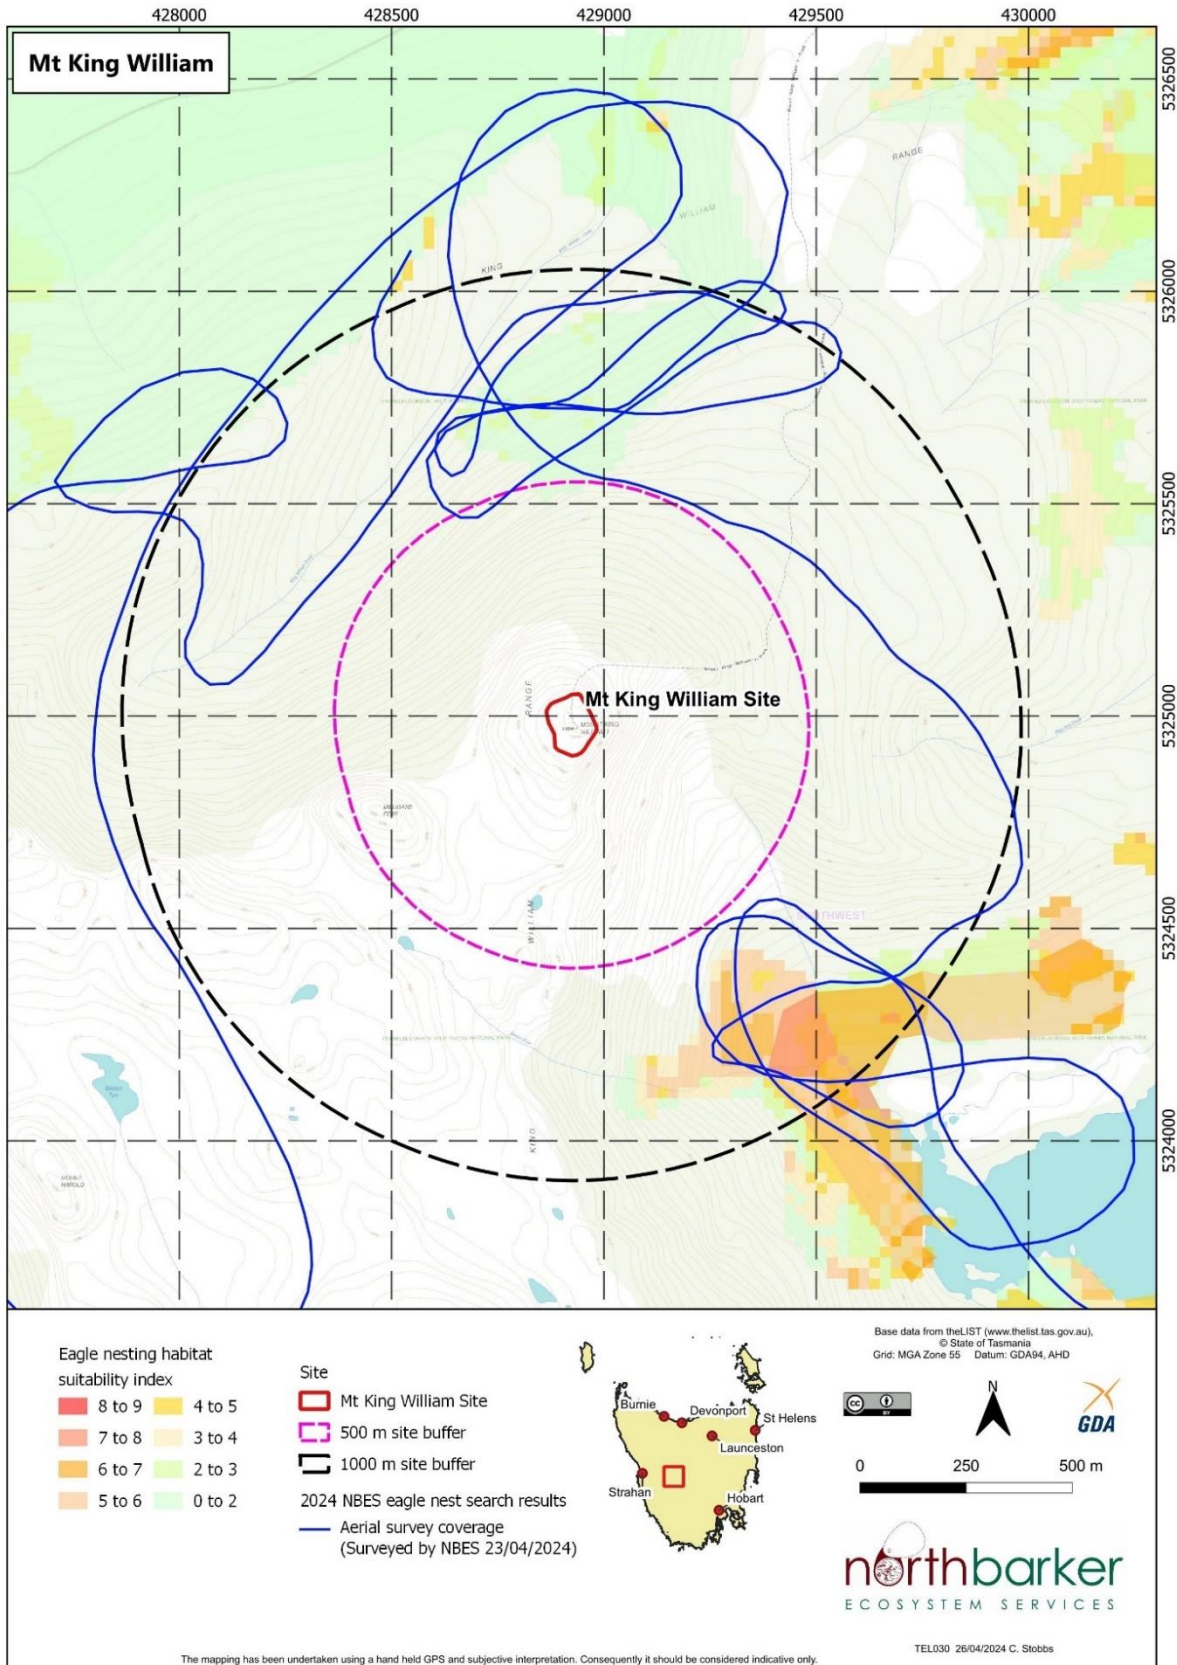 428000 428500 429000 429500 430000
Mt King William
5326500
RANGE
WILLIAM
KING
5326000
5325500
RANGE
Mt King William Site
5325000
WILLIAM
SOUTHWEST
5324500
KING
5324000
MOUNT
HAROLD
Eagle nesting habitat
suitability index
8 to 9 4 to 5
7 to 8 3 to 4
6 to 7 2 to 3
5 to 6 0 to 2
Site
Mt King William Site
500 m site buffer
1000 m site buffer
2024 NBES eagle nest search results
Aerial survey coverage
(Surveyed by NBES 23/04/2024)
Burnie
Devonport
St Helens
Launceston
Strahan
Hobart
Base data from theLIST (www.thelist.tas.gov.au),
© State of Tasmania
Grid: MGA Zone 55 Datum: GDA94, AHD
cc BY
N
GDA
0 250 500 m
northbarker
ECOSYSTEM SERVICES
TEL030 26/04/2024 C. Stobbs
The mapping has been undertaken using a hand held GPS and subjective interpretation. Consequently it should be considered indicative only.